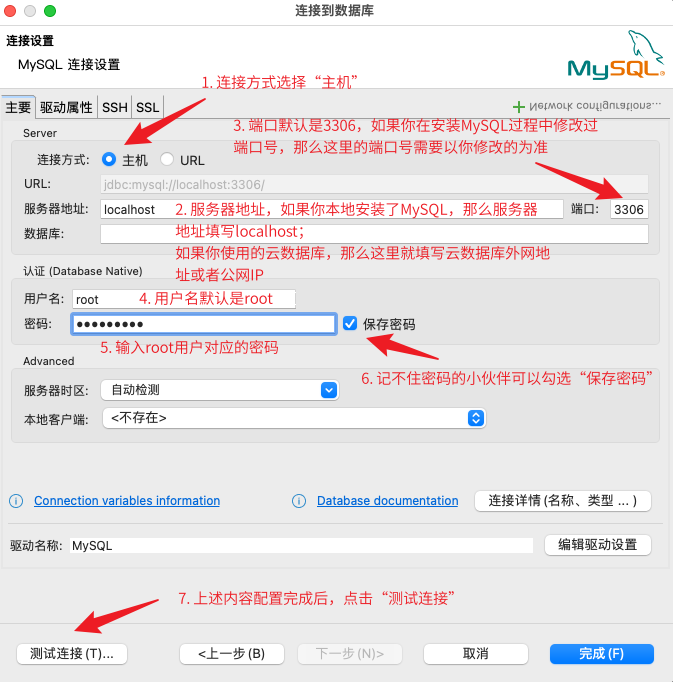 连接到数据库
连接设置
MySQL 连接设置
MySQL
1. 连接方式选择“主机”
主要 驱动属性 SSH SSL
Network configurations...
3. 端口默认是3306，如果你在安装MySQL过程中修改过
端口号，那么这里的端口号需要以你修改的为准
Server
连接方式: 主机 URL
URL: jdbc:mysql://localhost:3306/
服务器地址: localhost
2. 服务器地址，如果你本地安装了MySQL，那么服务器
端口: 3306
数据库:
地址填写localhost；
如果你使用的云数据库，那么这里就填写云数据库外网地
址或者公网IP
认证 (Database Native)
用户名: root
4. 用户名默认是root
密码: •••••••••
保存密码
5. 输入root用户对应的密码
Advanced
6. 记不住密码的小伙伴可以勾选“保存密码”
服务器时区: 自动检测
本地客户端: <不存在>
Connection variables information
Database documentation
连接详情 (名称、类型 ... )
驱动名称: MySQL
编辑驱动设置
7. 上述内容配置完成后，点击“测试连接”
测试连接 (T)...
<上一步 (B)
下一步 (N)>
取消
完成 (F)